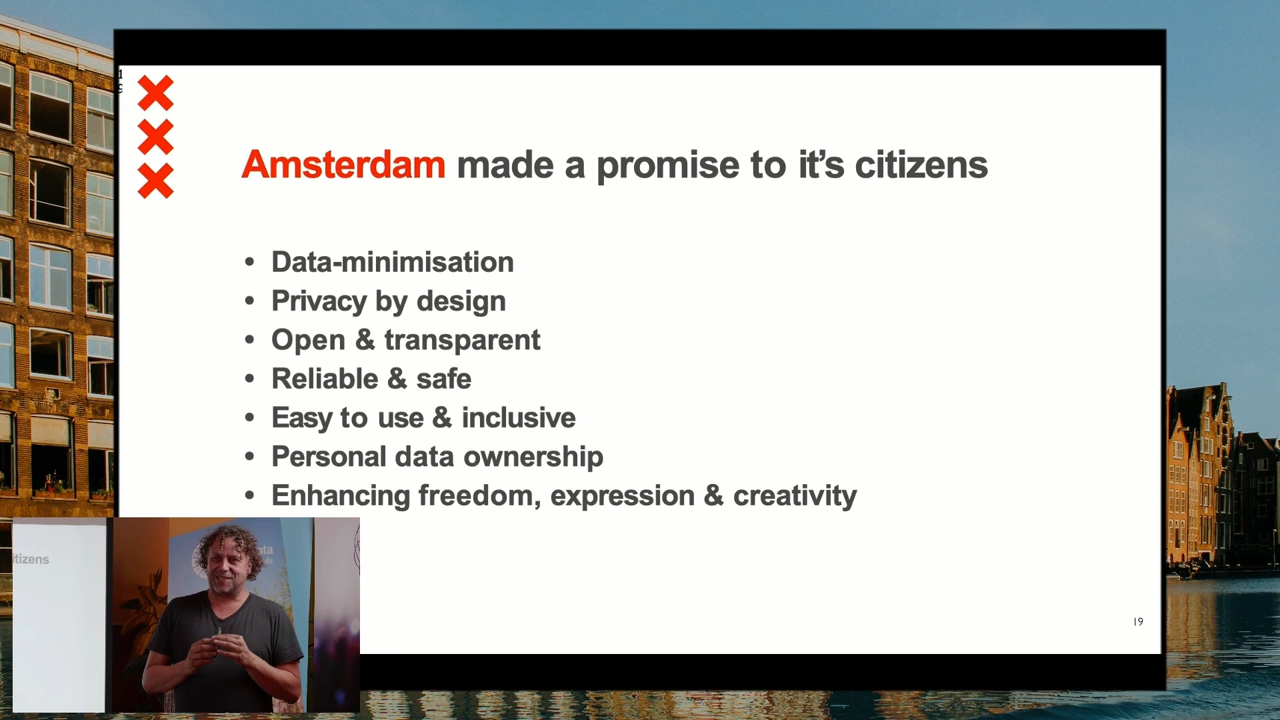 Amsterdam made a promise to it's citizens
• Data-minimisation
• Privacy by design
• Open & transparent
• Reliable & safe
• Easy to use & inclusive
• Personal data ownership
• Enhancing freedom, expression & creativity
19
itizens